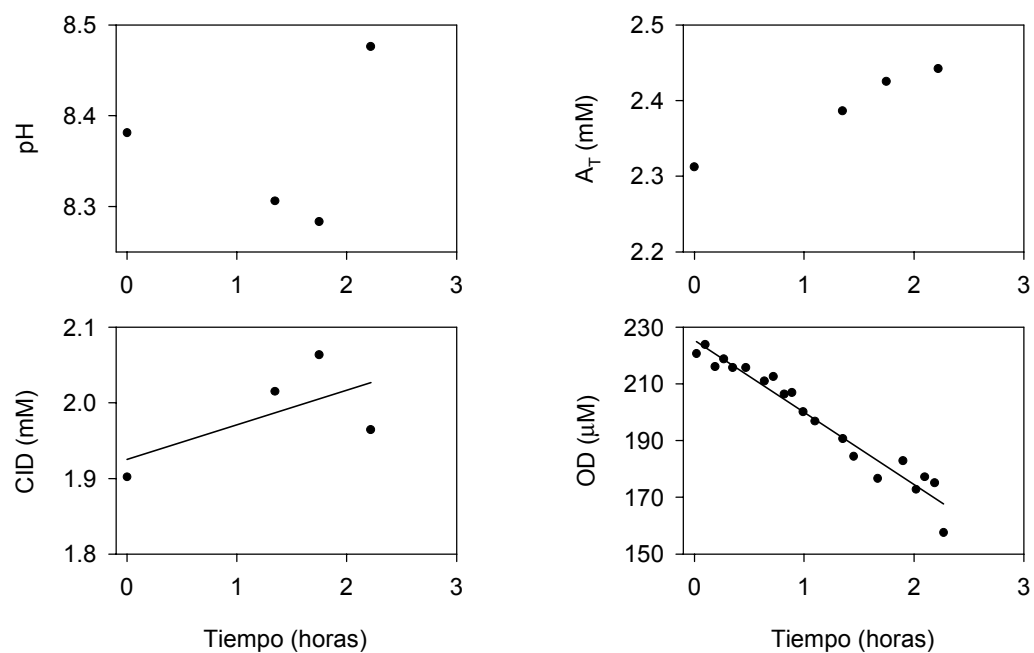 8.5
8.4
8.3
pH
0 1 2 3
2.5
2.4
2.3
2.2
A_T (mM)
0 1 2 3
2.1
2.0
1.9
1.8
CID (mM)
0 1 2 3
Tiempo (horas)
230
210
190
170
150
OD (μM)
0 1 2 3
Tiempo (horas)